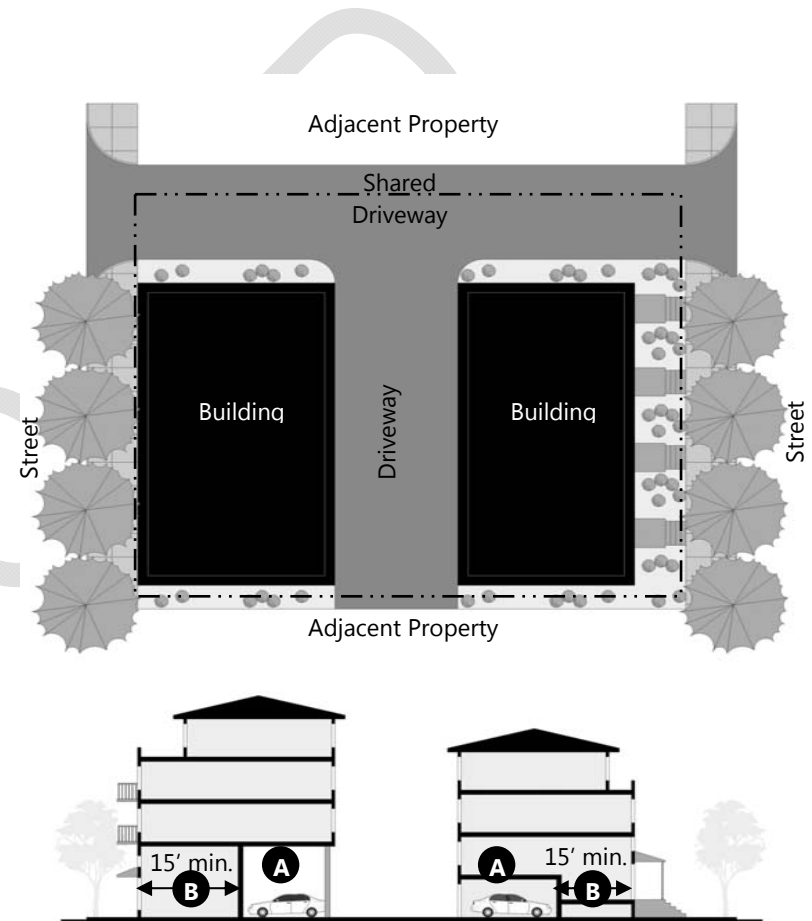 Adjacent Property
Shared
Driveway
Building
Driveway
Building
Street
Street
Adjacent Property
15’ min.
A
B
A
15’ min.
B